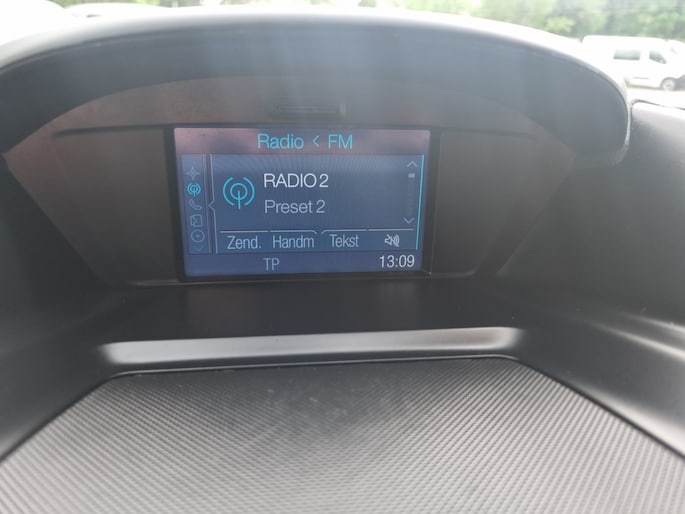 Radio < FM
RADIO 2
Preset 2
Zend. Handm Tekst
TP 13:09